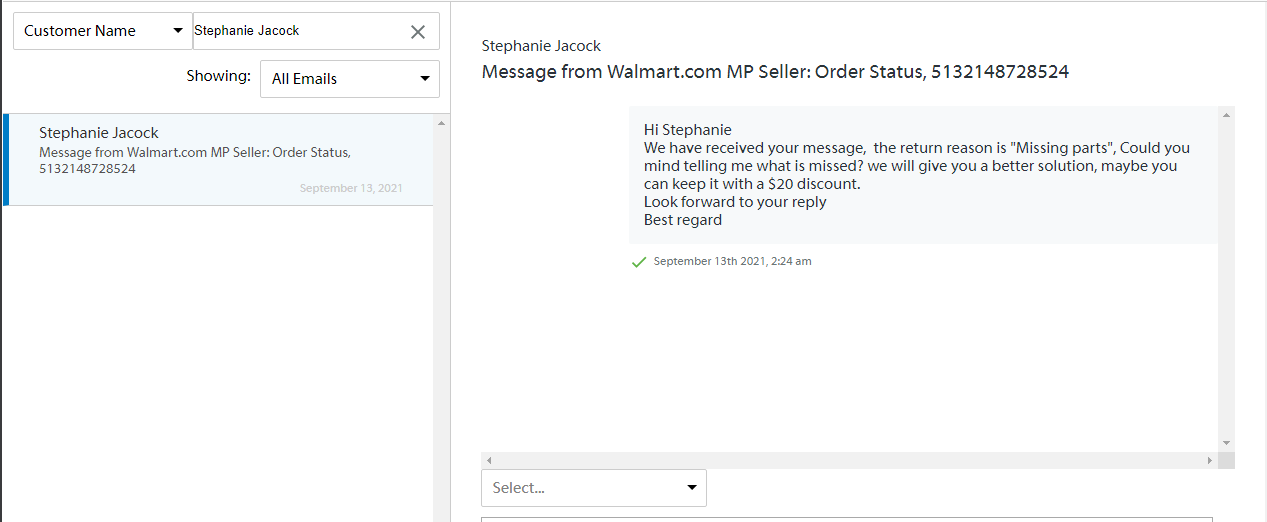 Customer Name
Stephanie Jacock
Showing:
All Emails
Stephanie Jacock
Message from Walmart.com MP Seller: Order Status,
5132148728524
September 13, 2021
Stephanie Jacock
Message from Walmart.com MP Seller: Order Status, 5132148728524
Hi Stephanie
We have received your message,  the return reason is "Missing parts", Could you
mind telling me what is missed? we will give you a better solution, maybe you
can keep it with a $20 discount.
Look forward to your reply
Best regard
September 13th 2021, 2:24 am
Select...